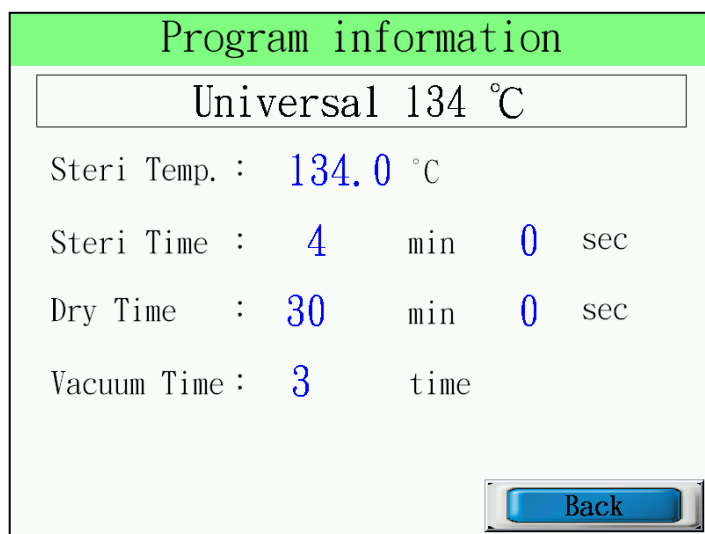 Program information
Universal 134 ℃
Steri Temp. : 134.0 °C
Steri Time : 4 min 0 sec
Dry Time : 30 min 0 sec
Vacuum Time : 3 time
Back